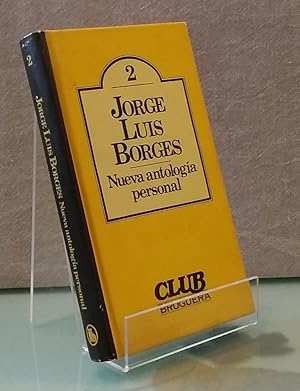 2
JORGE LUIS BORGES Nueva antología personal
2
JORGE
LUIS
BORGES
Nueva antología
personal
CLUB
BRUGUERA